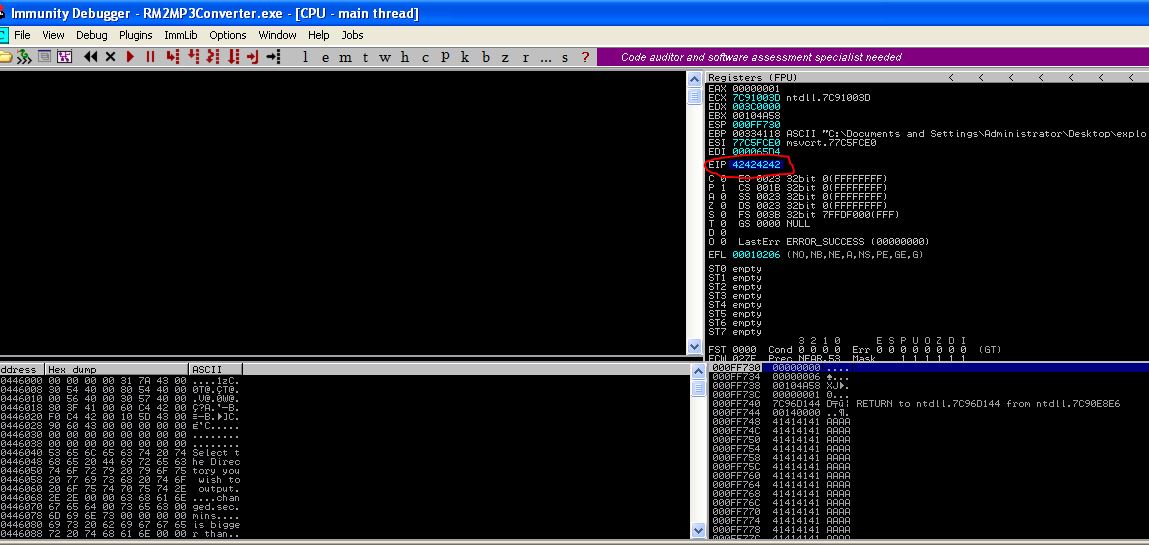 Immunity Debugger - RM2MP3Converter.exe - [CPU - main thread]
C File View Debug Plugins ImmLib Options Window Help Jobs
l e m t w h c p k b z r ... s ? Code auditor and software assessment specialist needed
Registers (FPU) < < < < < < <
EAX 00000001
ECX 7C91003D ntdll.7C91003D
EDX 003C0000
EBX 00104A58
ESP 000FF730
EBP 00334118 ASCII "C:\Documents and Settings\Administrator\Desktop\explo
ESI 77C5FCE0 msvcrt.77C5FCE0
EDI 000065D4
EIP 42424242
C 0 ES 0023 32bit 0(FFFFFFFF)
P 1 CS 001B 32bit 0(FFFFFFFF)
A 0 SS 0023 32bit 0(FFFFFFFF)
Z 0 DS 0023 32bit 0(FFFFFFFF)
S 0 FS 003B 32bit 7FFDF000(FFF)
T 0 GS 0000 NULL
D 0
O 0 LastErr ERROR_SUCCESS (00000000)
EFL 00010206 (NO,NB,NE,A,NS,PE,GE,G)
ST0 empty
ST1 empty
ST2 empty
ST3 empty
ST4 empty
ST5 empty
ST6 empty
ST7 empty
3 2 1 0 E S P U O Z D I
FST 0000 Cond 0 0 0 0 Err 0 0 0 0 0 0 0 0 (GT)
FCW 027F Prec NEAR,53 Mask 1 1 1 1 1 1
ddress Hex dump ASCII
0446000 00 00 00 00 31 7A 43 00 ....1zC.
0446008 30 54 40 00 80 54 40 00 0T@.ÇT@.
0446010 00 56 40 00 30 57 40 00 .V@.0W@.
0446018 80 3F 41 00 60 C4 42 00
0446020 F0 C4 42 00 10 5D 43 00
0446028 90 60 43 00 00 00 00 00 É`C.....
0446030 00 00 00 00 00 00 00 00 ........
0446038 00 00 00 00 00 00 00 00 ........
0446040 53 65 6C 65 63 74 20 74 Select t
0446048 68 65 20 44 69 72 65 63 he Direc
0446050 74 6F 72 79 20 79 6F 75 tory you
0446058 20 77 69 73 68 20 74 6F wish to
0446060 20 6F 75 74 70 75 74 2E output.
0446068 2E 2E 00 00 63 68 61 6E ....chan
0446070 67 65 64 00 73 65 63 00 ged.sec.
0446078 6D 69 6E 73 00 00 00 00 mins....
0446080 69 73 20 62 69 67 67 65 is bigge
0446088 72 20 74 68 61 6E 00 00 r than..
000FF730 00000000 ....
000FF734 00000006 ♠...
000FF738 00104A58 XJ►.
000FF73C 00000001
000FF740 7C96D144 RETURN to ntdll.7C96D144 from ntdll.7C90E8E6
000FF744 00140000 ..¶.
000FF748 41414141 AAAA
000FF74C 41414141 AAAA
000FF750 41414141 AAAA
000FF754 41414141 AAAA
000FF758 41414141 AAAA
000FF75C 41414141 AAAA
000FF760 41414141 AAAA
000FF764 41414141 AAAA
000FF768 41414141 AAAA
000FF76C 41414141 AAAA
000FF770 41414141 AAAA
000FF774 41414141 AAAA
000FF778 41414141 AAAA
000FF77C 41414141 AAAA